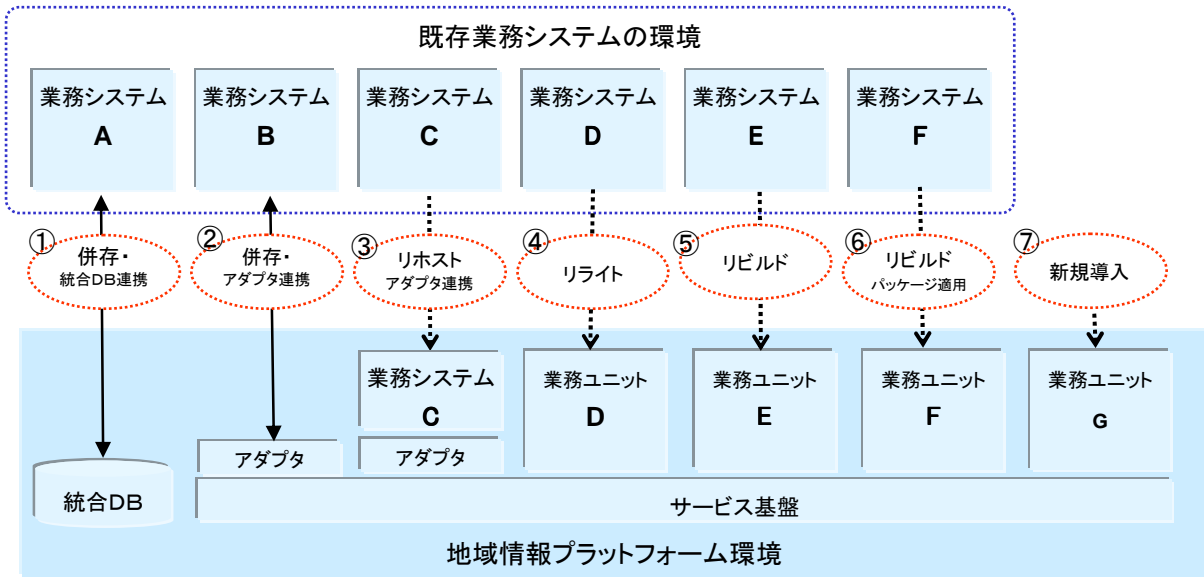 既存業務システムの環境
業務システム
A
業務システム
B
業務システム
C
業務システム
D
業務システム
E
業務システム
F
①
併存・
統合DB連携
②
併存・
アダプタ連携
③
リホスト
アダプタ連携
④
リライト
⑤
リビルド
⑥
リビルド
パッケージ適用
⑦
新規導入
業務システム
C
業務ユニット
D
業務ユニット
E
業務ユニット
F
業務ユニット
G
アダプタ
アダプタ
統合DB
サービス基盤
地域情報プラットフォーム環境